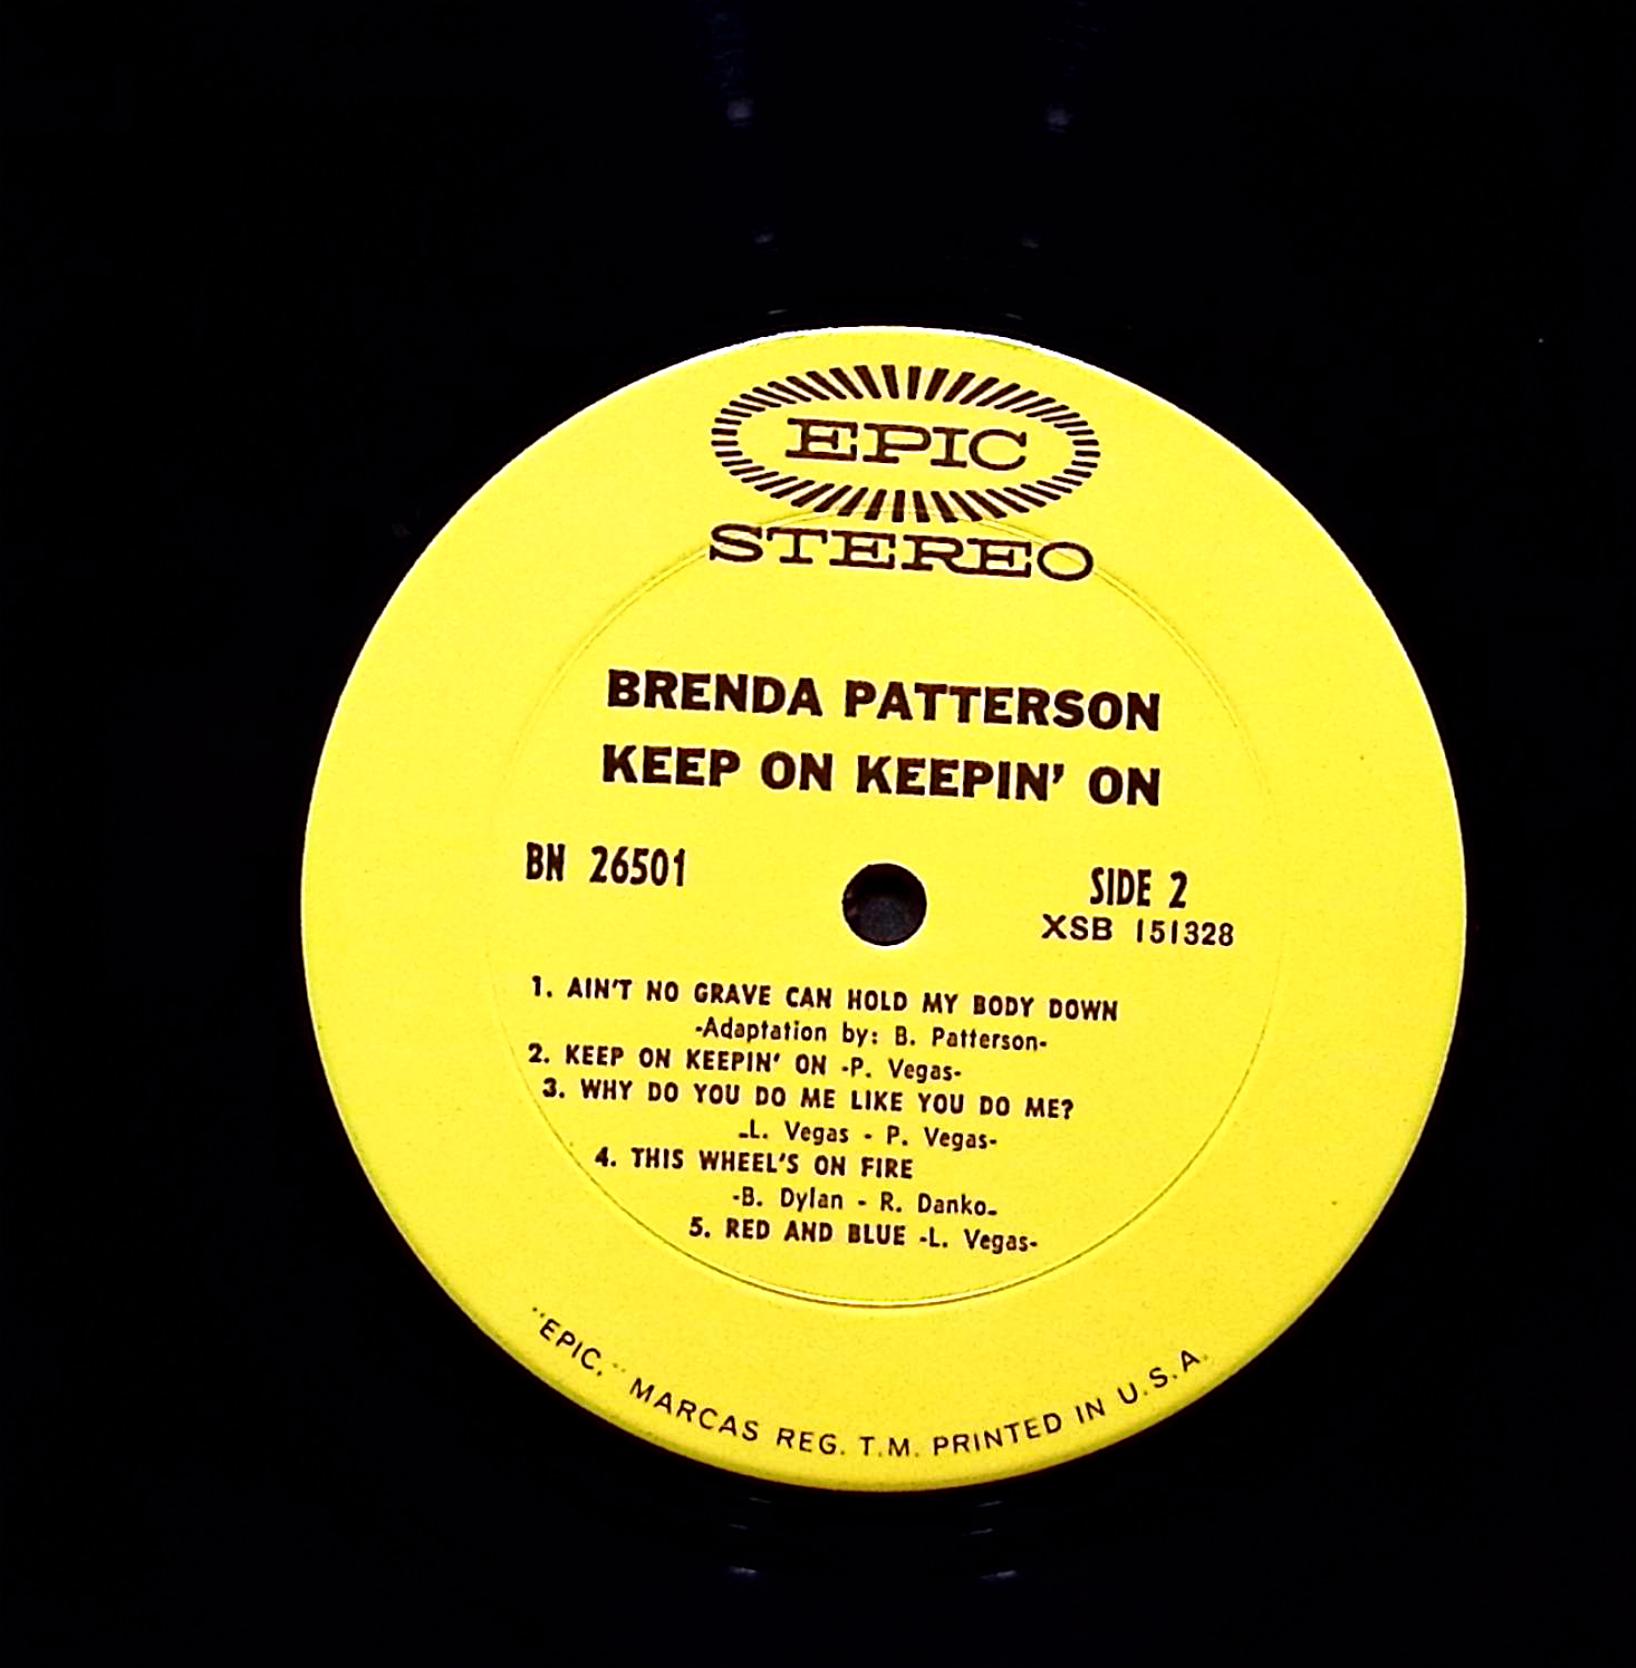 EPIC
STEREO
BRENDA PATTERSON
KEEP ON KEEPIN' ON
BN 26501
SIDE 2
XSB 151328
1. AIN'T NO GRAVE CAN HOLD MY BODY DOWN
-Adaptation by: B. Patterson-
2. KEEP ON KEEPIN' ON -P. Vegas-
3. WHY DO YOU DO ME LIKE YOU DO ME?
-L. Vegas - P. Vegas-
4. THIS WHEEL'S ON FIRE
-B. Dylan - R. Danko-
5. RED AND BLUE -L. Vegas-
"EPIC," MARCAS REG. T.M. PRINTED IN U.S.A.